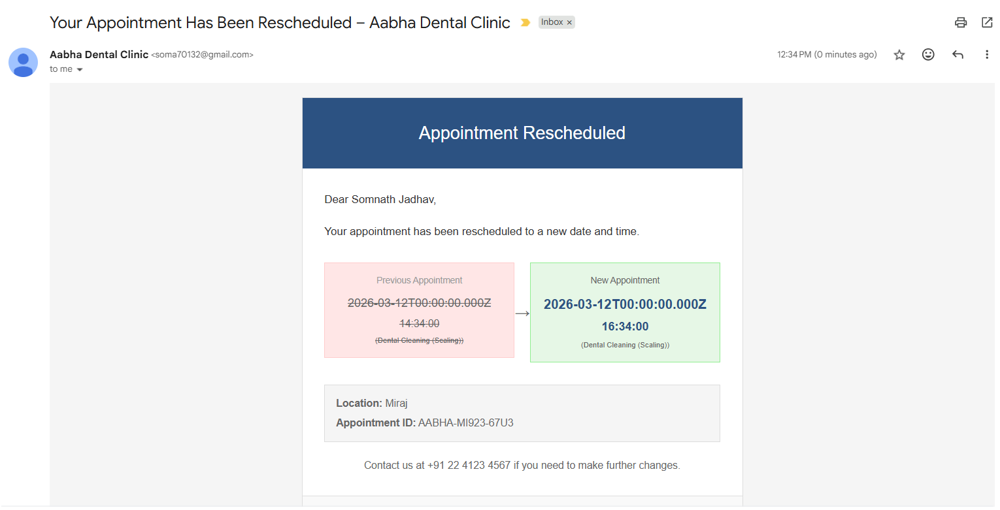 Your Appointment Has Been Rescheduled – Aabha Dental Clinic
Inbox ×
Aabha Dental Clinic <soma70132@gmail.com>
12:34 PM (0 minutes ago)
to me
Appointment Rescheduled
Dear Somnath Jadhav,
Your appointment has been rescheduled to a new date and time.
Previous Appointment
2026-03-12T00:00:00.000Z
14:34:00
(Dental Cleaning (Scaling))
→
New Appointment
2026-03-12T00:00:00.000Z
16:34:00
(Dental Cleaning (Scaling))
Location: Miraj
Appointment ID: AABHA-MI923-67U3
Contact us at +91 22 4123 4567 if you need to make further changes.